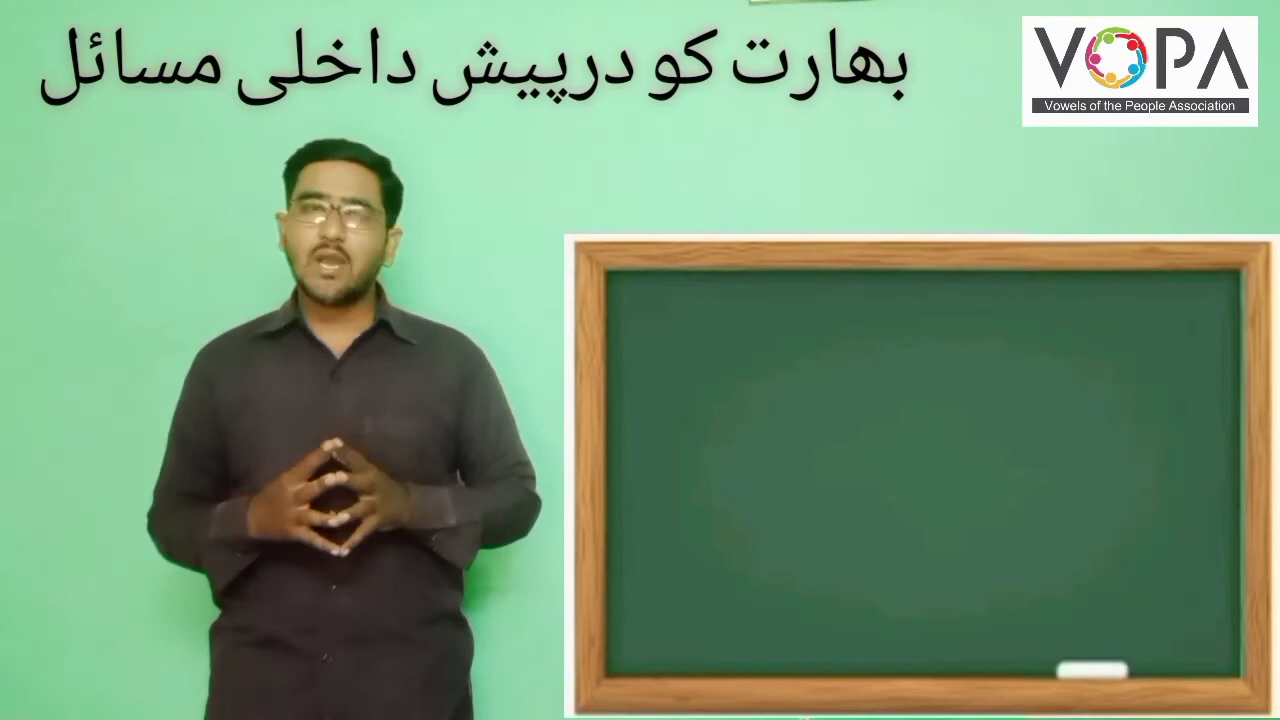 بھارت کو درپیش داخلی مسائل
VOPA
Vowels of the People Association